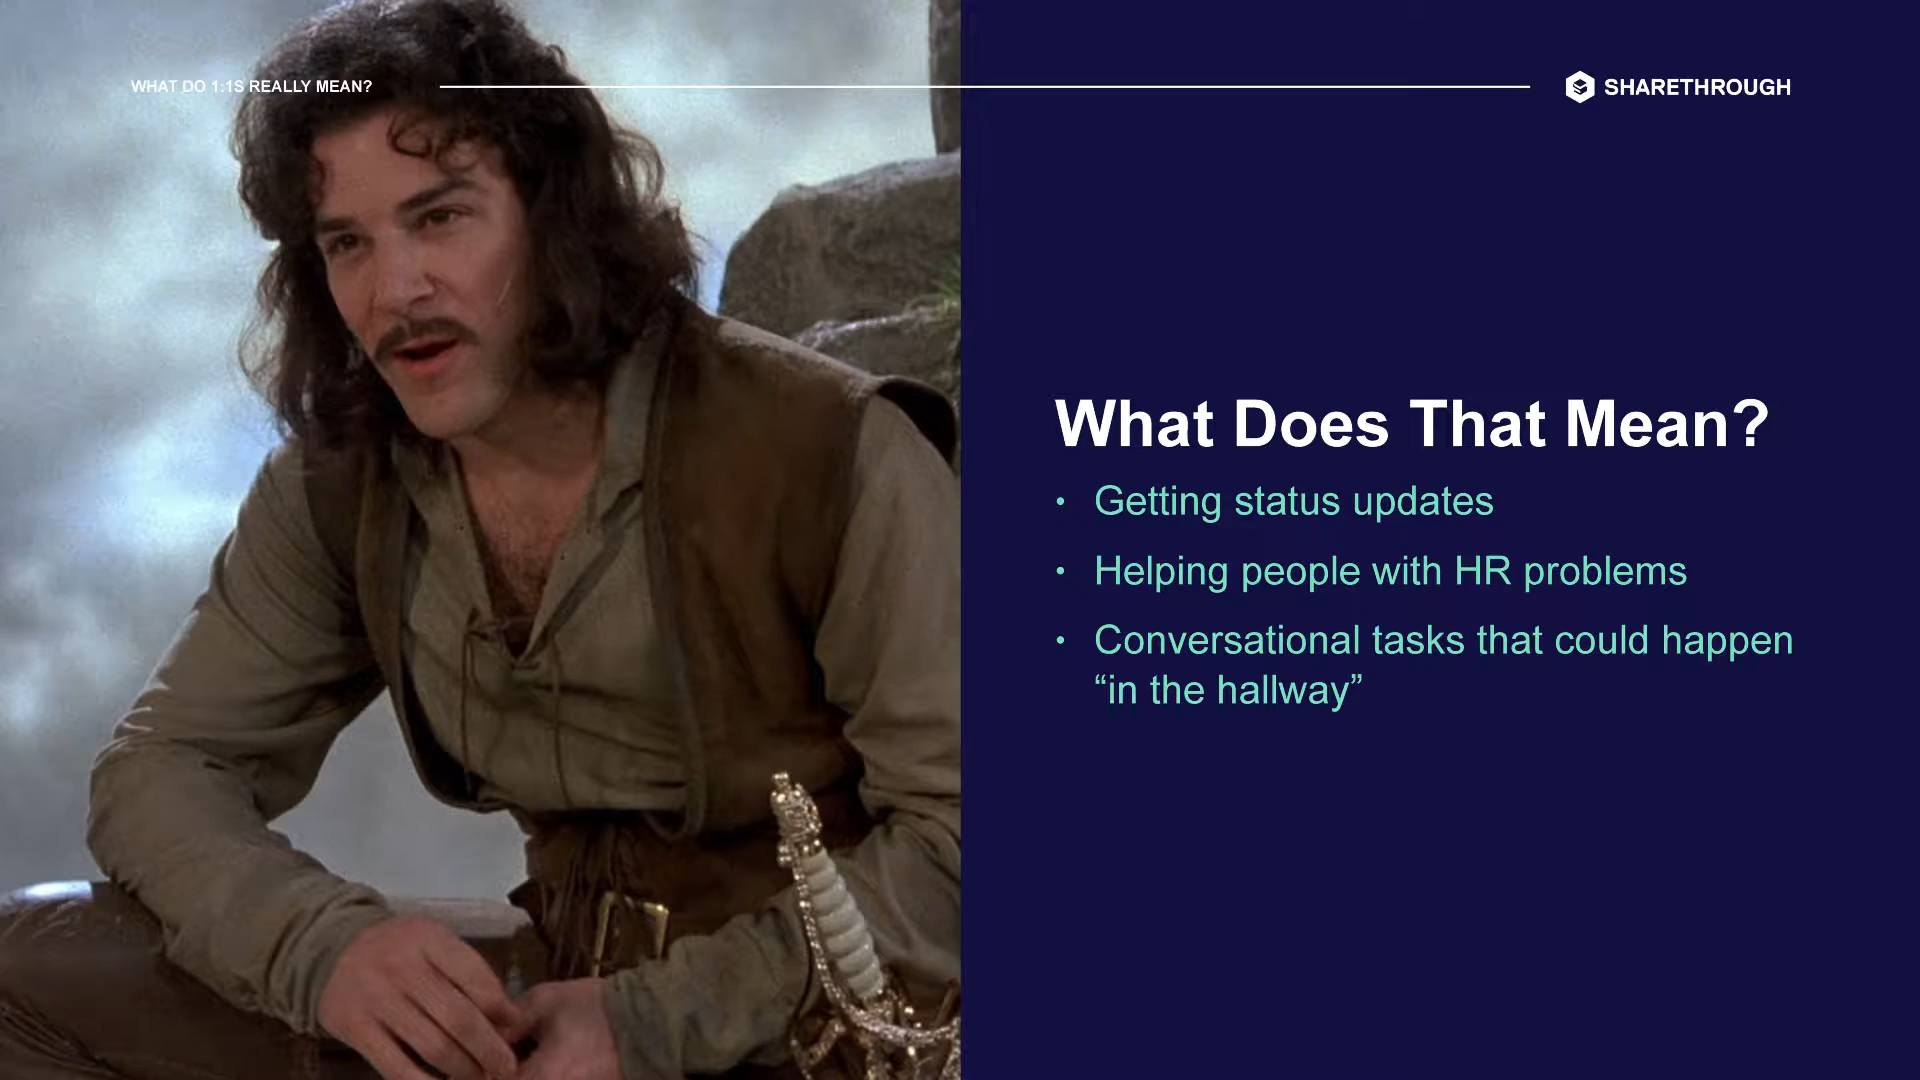 WHAT DO 1:1S REALLY MEAN?
SHARETHROUGH
What Does That Mean?
• Getting status updates
• Helping people with HR problems
• Conversational tasks that could happen
“in the hallway”